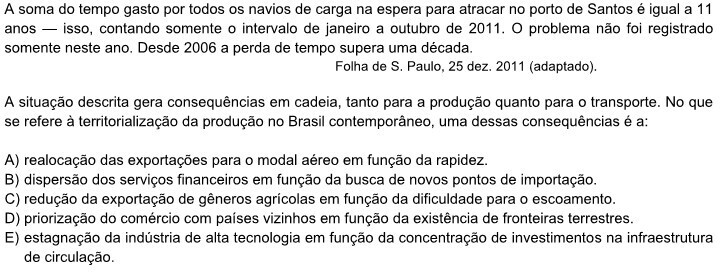 A soma do tempo gasto por todos os navios de carga na espera para atracar no porto de Santos é igual a 11
anos — isso, contando somente o intervalo de janeiro a outubro de 2011. O problema não foi registrado
somente neste ano. Desde 2006 a perda de tempo supera uma década.
Folha de S. Paulo, 25 dez. 2011 (adaptado).
A situação descrita gera consequências em cadeia, tanto para a produção quanto para o transporte. No que
se refere à territorialização da produção no Brasil contemporâneo, uma dessas consequências é a:
A) realocação das exportações para o modal aéreo em função da rapidez.
B) dispersão dos serviços financeiros em função da busca de novos pontos de importação.
C) redução da exportação de gêneros agrícolas em função da dificuldade para o escoamento.
D) priorização do comércio com países vizinhos em função da existência de fronteiras terrestres.
E) estagnação da indústria de alta tecnologia em função da concentração de investimentos na infraestrutura
de circulação.